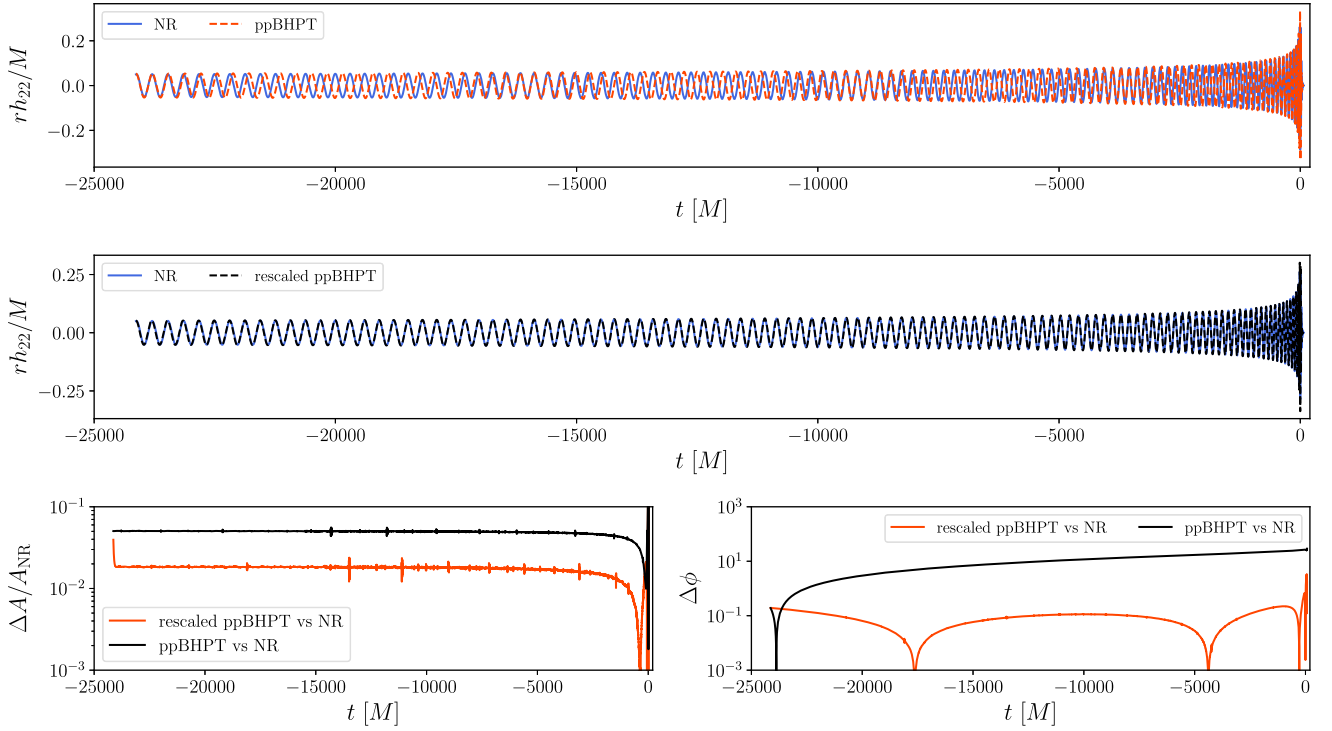 NR ppBHPT
0.2
0.0
−0.2
rh₂₂/M
−25000 −20000 −15000 −10000 −5000 0
t [M]
NR rescaled ppBHPT
0.25
0.00
−0.25
rh₂₂/M
−25000 −20000 −15000 −10000 −5000 0
t [M]
10⁻¹
10⁻²
10⁻³
ΔA/A_NR
rescaled ppBHPT vs NR
ppBHPT vs NR
−25000 −20000 −15000 −10000 −5000 0
t [M]
rescaled ppBHPT vs NR ppBHPT vs NR
10³
10¹
10⁻¹
10⁻³
Δϕ
−25000 −20000 −15000 −10000 −5000 0
t [M]